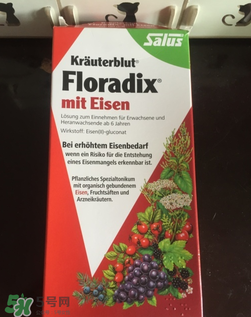 Salus
Kräuterblut®
Floradix®
mit Eisen
Lösung zum Einnehmen für Erwachsene und
Heranwachsende ab 6 Jahren
Wirkstoff: Eisen(II)-gluconat
Bei erhöhtem Eisenbedarf
wenn ein Risiko für die Entstehung
eines Eisenmangels erkennbar ist.
Pflanzliches Spezialtonikum
mit organisch gebundenem
Eisen, Fruchtsäften und
Arzneikräutern.